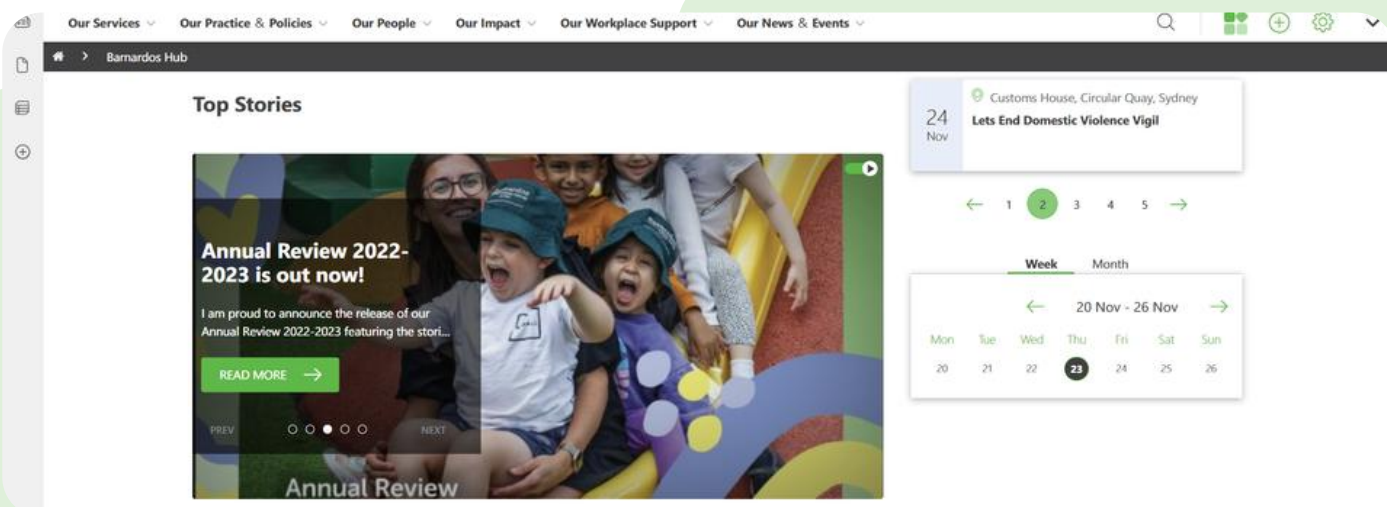 Our Services
Our Practice & Policies
Our People
Our Impact
Our Workplace Support
Our News & Events
> Barnardos Hub
Top Stories
Annual Review 2022-
2023 is out now!
I am proud to announce the release of our
Annual Review 2022-2023 featuring the stori...
READ MORE →
PREV
NEXT
Annual Review
24
Nov
Customs House, Circular Quay, Sydney
Lets End Domestic Violence Vigil
← 1 2 3 4 5 →
Week Month
← 20 Nov - 26 Nov →
Mon Tue Wed Thu Fri Sat Sun
20 21 22 23 24 25 26